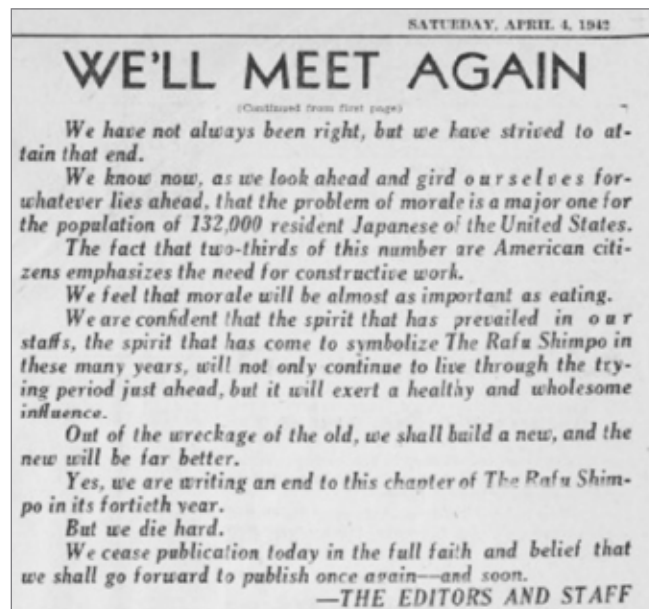 SATURDAY, APRIL 4, 1942
WE'LL MEET AGAIN
(Continued from first page)
We have not always been right, but we have strived to at-
tain that end.
We know now, as we look ahead and gird ourselves for-
whatever lies ahead, that the problem of morale is a major one for
the population of 132,000 resident Japanese of the United States.
The fact that two-thirds of this number are American citi-
zens emphasizes the need for constructive work.
We feel that morale will be almost as important as eating.
We are confident that the spirit that has prevailed in our
staffs, the spirit that has come to symbolize The Rafu Shimpo in
these many years, will not only continue to live through the try-
ing period just ahead, but it will exert a healthy and wholesome
influence.
Out of the wreckage of the old, we shall build a new, and the
new will be far better.
Yes, we are writing an end to this chapter of The Rafu Shim-
po in its fortieth year.
But we die hard.
We cease publication today in the full faith and belief that
we shall go forward to publish once again—and soon.
—THE EDITORS AND STAFF